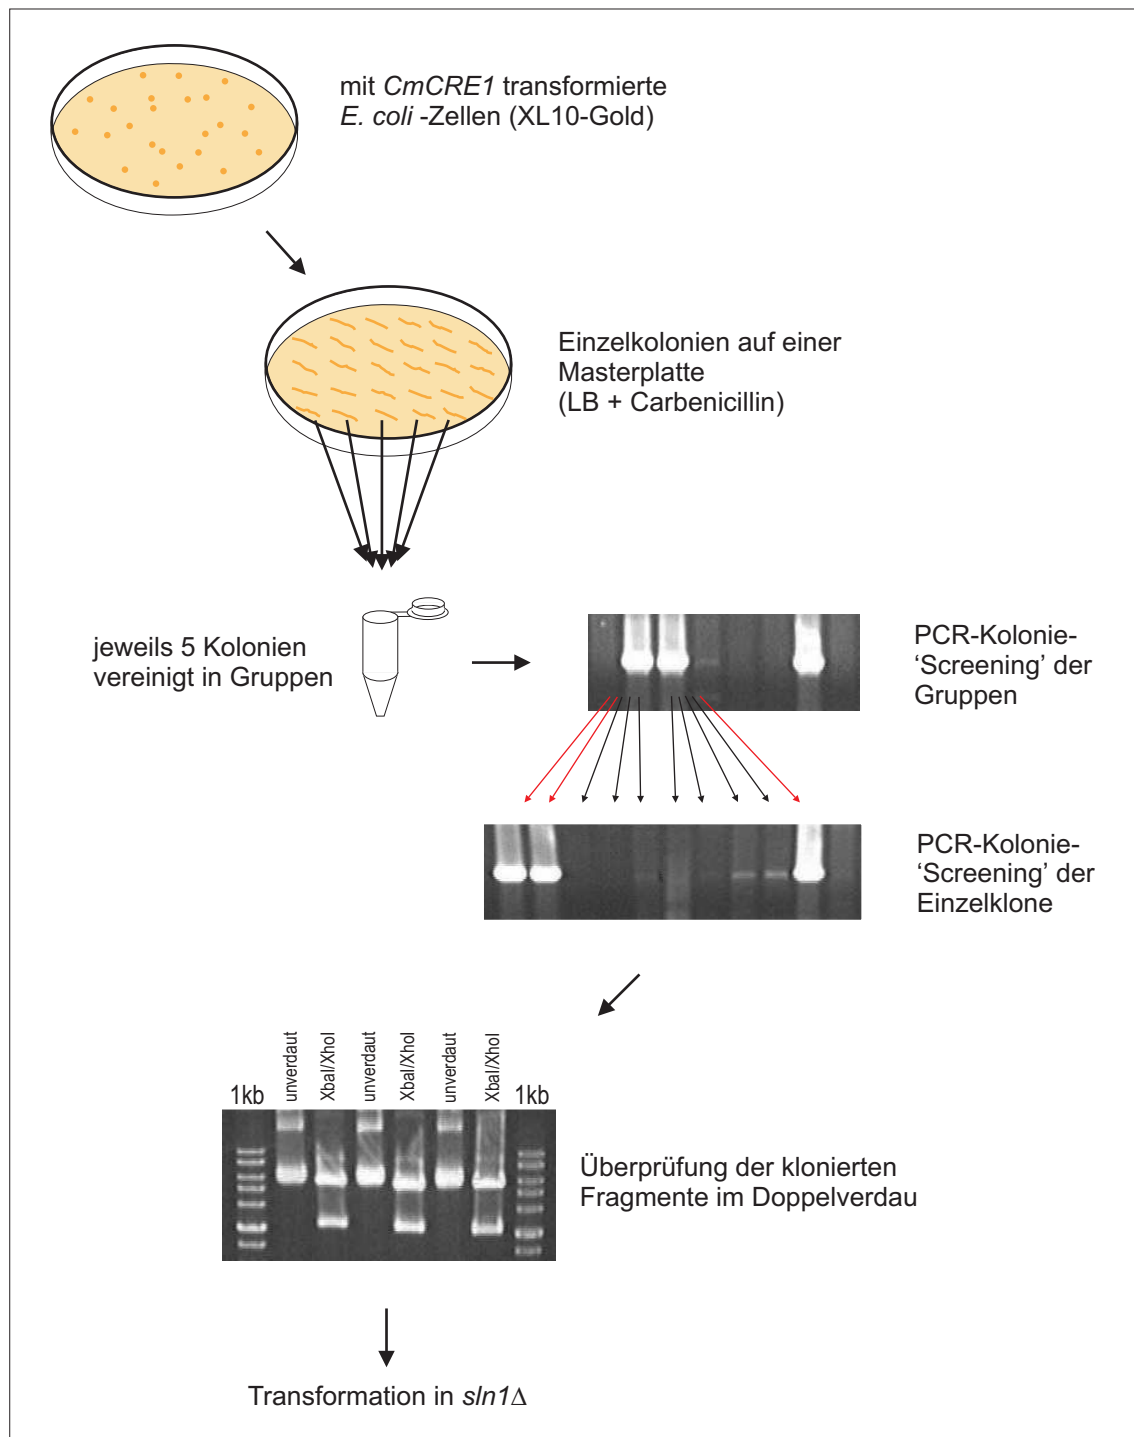 mit CmCRE1 transformierte
E. coli -Zellen (XL10-Gold)
Einzelkolonien auf einer
Masterplatte
(LB + Carbenicillin)
jeweils 5 Kolonien
vereinigt in Gruppen
PCR-Kolonie-
‘Screening’ der
Gruppen
PCR-Kolonie-
‘Screening’ der
Einzelklone
1kb
unverdaut
XbaI/XhoI
unverdaut
XbaI/XhoI
unverdaut
XbaI/XhoI
1kb
Überprüfung der klonierten
Fragmente im Doppelverdau
Transformation in sln1Δ